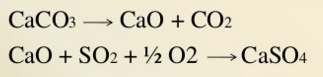 CaCO₃ → CaO + CO₂
CaO + SO₂ + ½ O2 → CaSO₄